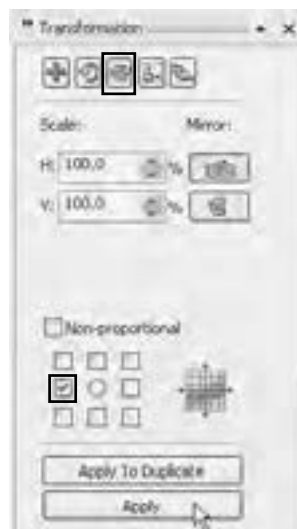 Transformation
Scale: Mirror:
H: 100.0 %
V: 100.0 %
Non-proportional
Apply To Duplicate
Apply